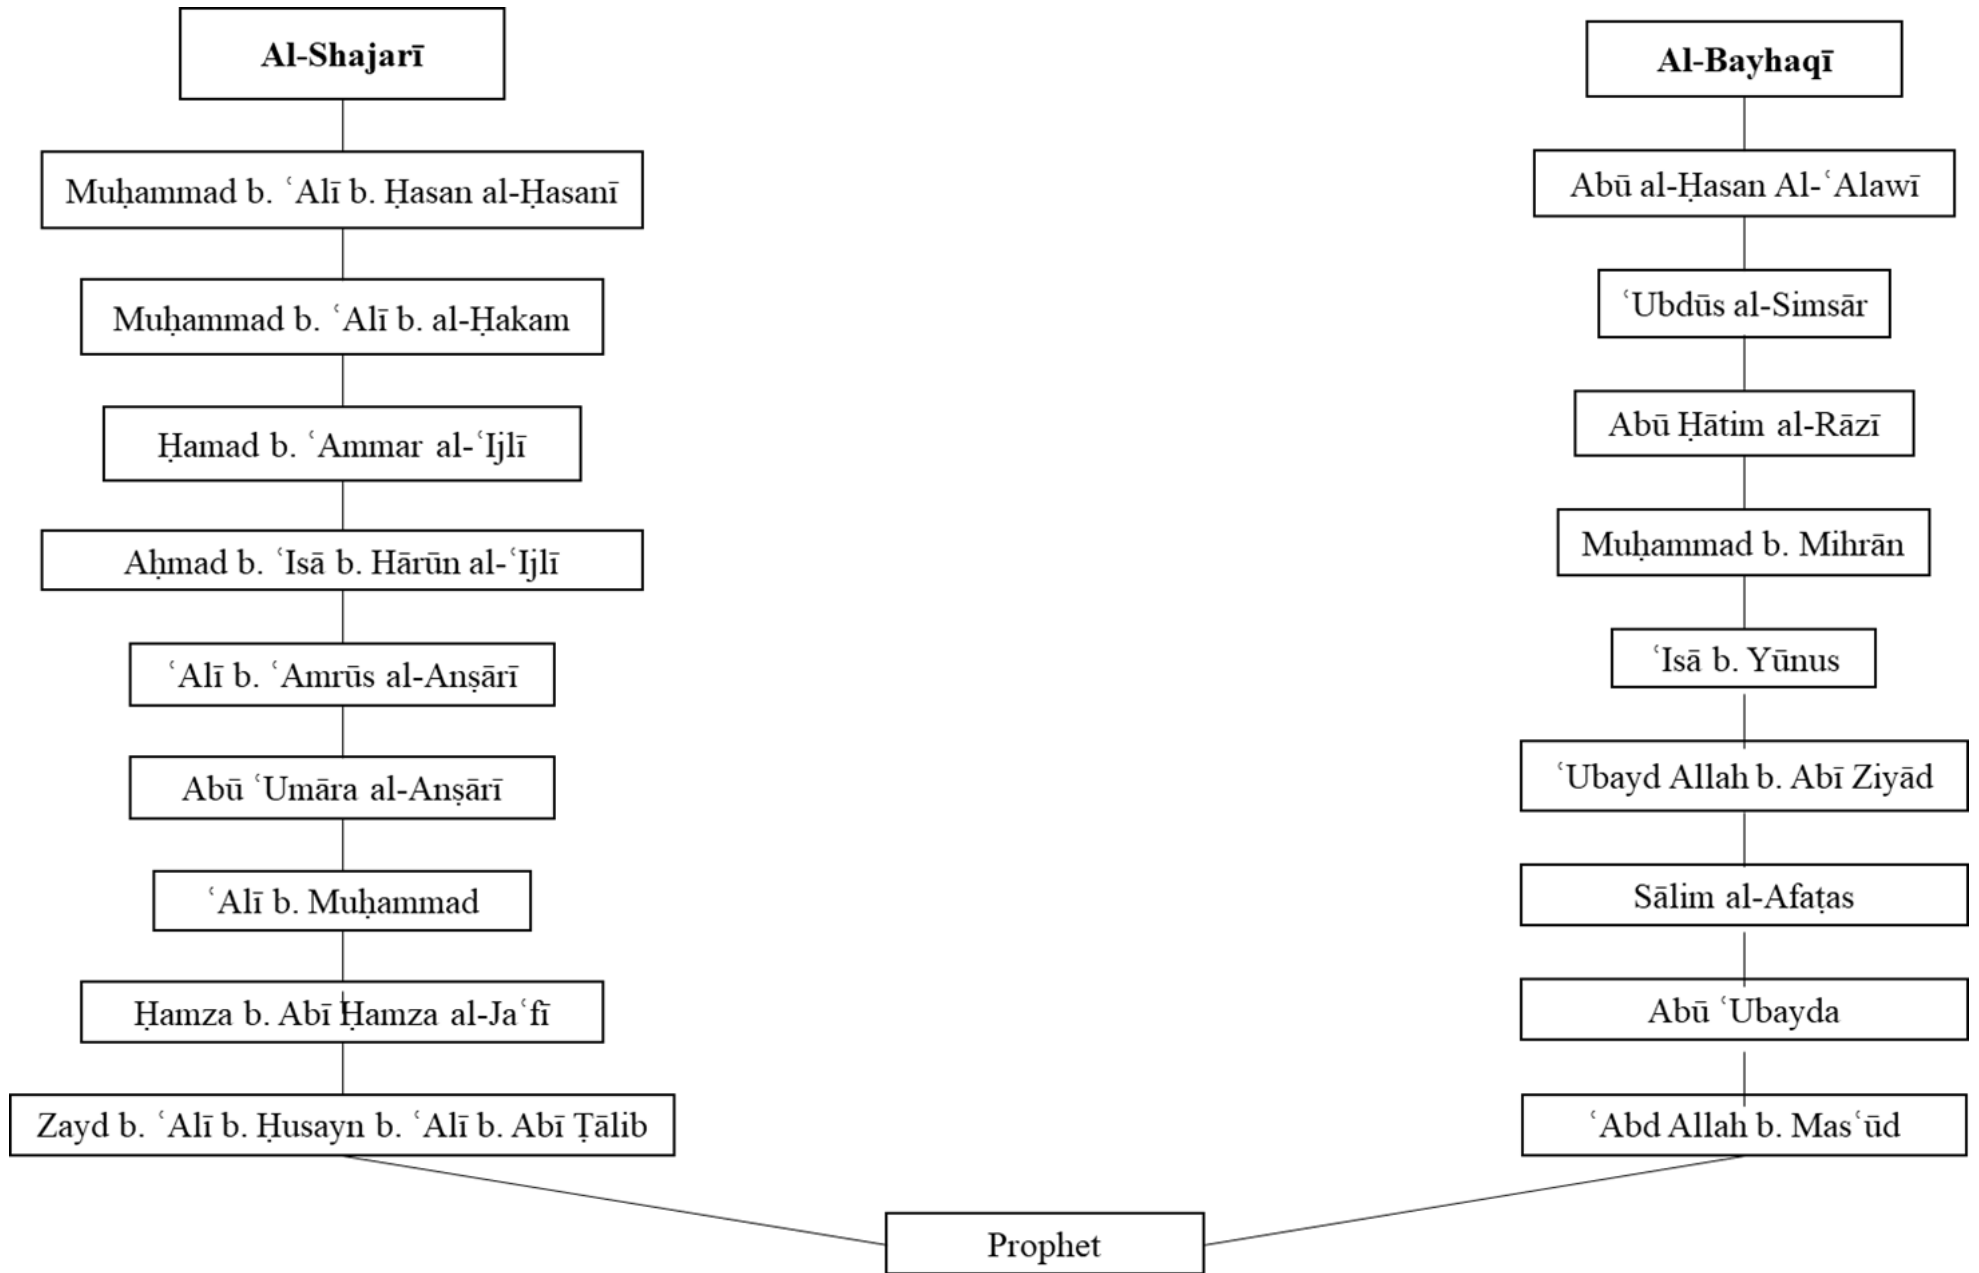 Al-Shajarī
Muḥammad b. ʿAlī b. Ḥasan al-Ḥasanī
Muḥammad b. ʿAlī b. al-Ḥakam
Ḥamad b. ʿAmmar al-ʿIjlī
Aḥmad b. ʿIsā b. Hārūn al-ʿIjlī
ʿAlī b. ʿAmrūs al-Anṣārī
Abū ʿUmāra al-Anṣārī
ʿAlī b. Muḥammad
Ḥamza b. Abī Ḥamza al-Jaʿfī
Zayd b. ʿAlī b. Ḥusayn b. ʿAlī b. Abī Ṭālib
Al-Bayhaqī
Abū al-Ḥasan Al-ʿAlawī
ʿUbdūs al-Simsār
Abū Ḥātim al-Rāzī
Muḥammad b. Mihrān
ʿIsā b. Yūnus
ʿUbayd Allah b. Abī Ziyād
Sālim al-Afaṭas
Abū ʿUbayda
ʿAbd Allah b. Masʿūd
Prophet